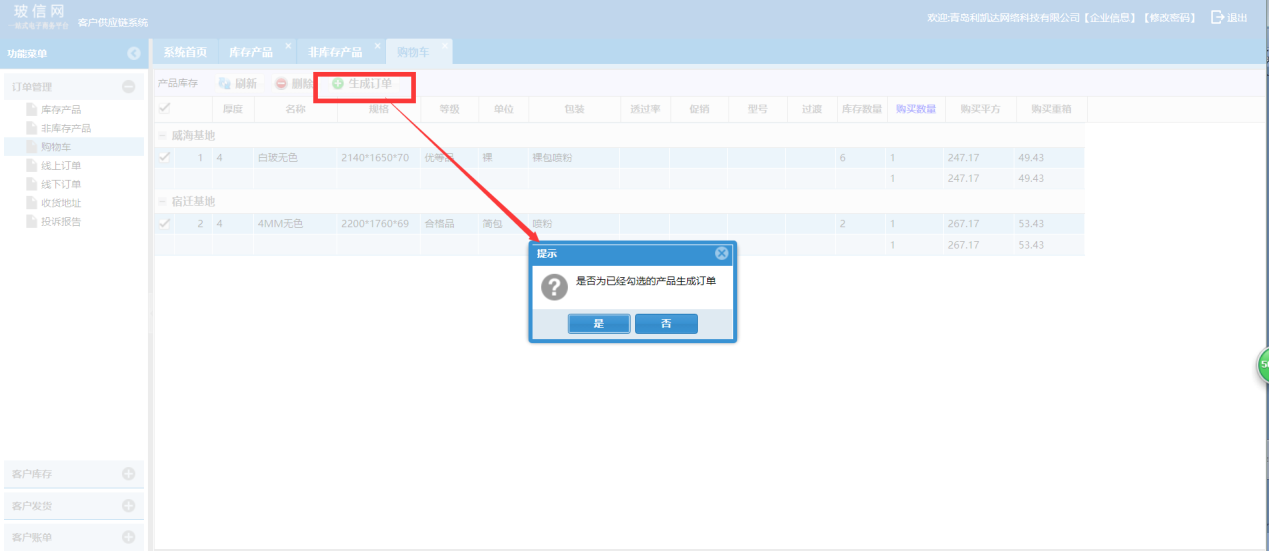 玻信网
一站式电子商务平台 客户供应链系统
欢迎:青岛利凯达网络科技有限公司【企业信息】【修改密码】 退出
功能菜单
系统首页 库存产品 非库存产品 购物车
订单管理
库存产品
非库存产品
购物车
线上订单
线下订单
收货地址
投诉报告
客户库存
客户发货
客户账单
产品库存 刷新 删除 生成订单
厚度 名称 规格 等级 单位 包装 透过率 促销 型号 过渡 库存数量 购买数量 购买平方 购买重箱
威海基地
1 4 白玻无色 2140*1650*70 优等品 裸 裸包喷粉 6 1 247.17 49.43
1 247.17 49.43
宿迁基地
2 4 4MM无色 2200*1760*69 合格品 简包 喷粉 2 1 267.17 53.43
1 267.17 53.43
提示
是否为已经勾选的产品生成订单
是 否